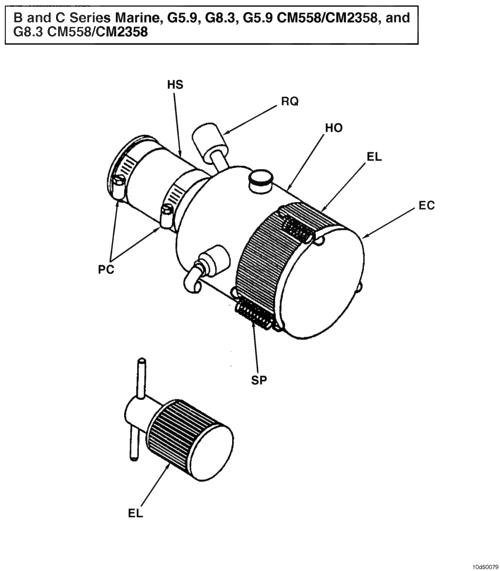 B and C Series Marine, G5.9, G8.3, G5.9 CM558/CM2358, and
G8.3 CM558/CM2358
HS
RQ
HO
EL
EC
PC
SP
EL
10d50079